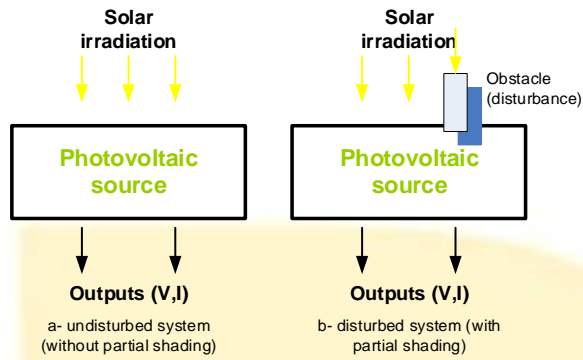 Solar
irradiation
Photovoltaic
source
Outputs (V,I)
a- undisturbed system
(without partial shading)
Solar
irradiation
Obstacle
(disturbance)
Photovoltaic
source
Outputs (V,I)
b- disturbed system (with
partial shading)